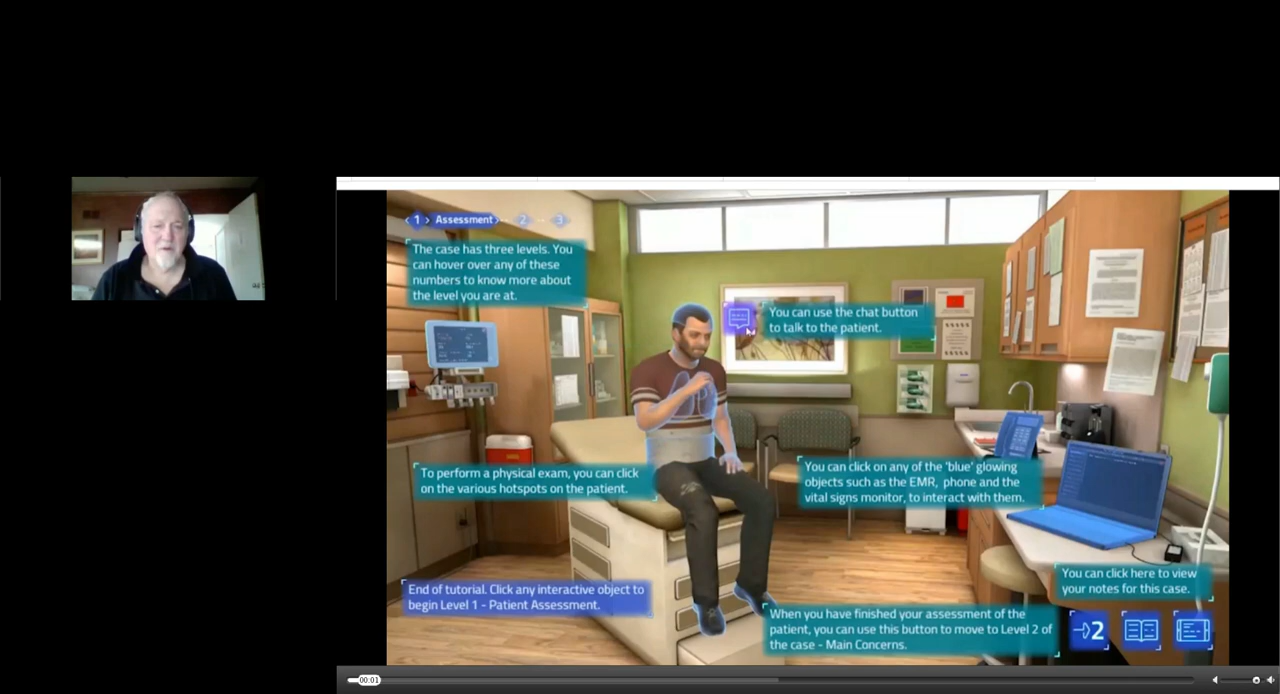 1 Assessment 2 3
The case has three levels. You
can hover over any of these
numbers to know more about
the level you are at.
You can use the chat button
to talk to the patient.
To perform a physical exam, you can click
on the various hotspots on the patient.
You can click on any of the 'blue' glowing
objects such as the EMR, phone and the
vital signs monitor, to interact with them.
End of tutorial. Click any interactive object to
begin Level 1 - Patient Assessment.
You can click here to view
your notes for this case.
When you have finished your assessment of the
patient, you can use this button to move to Level 2 of
the case - Main Concerns.
2
00:01